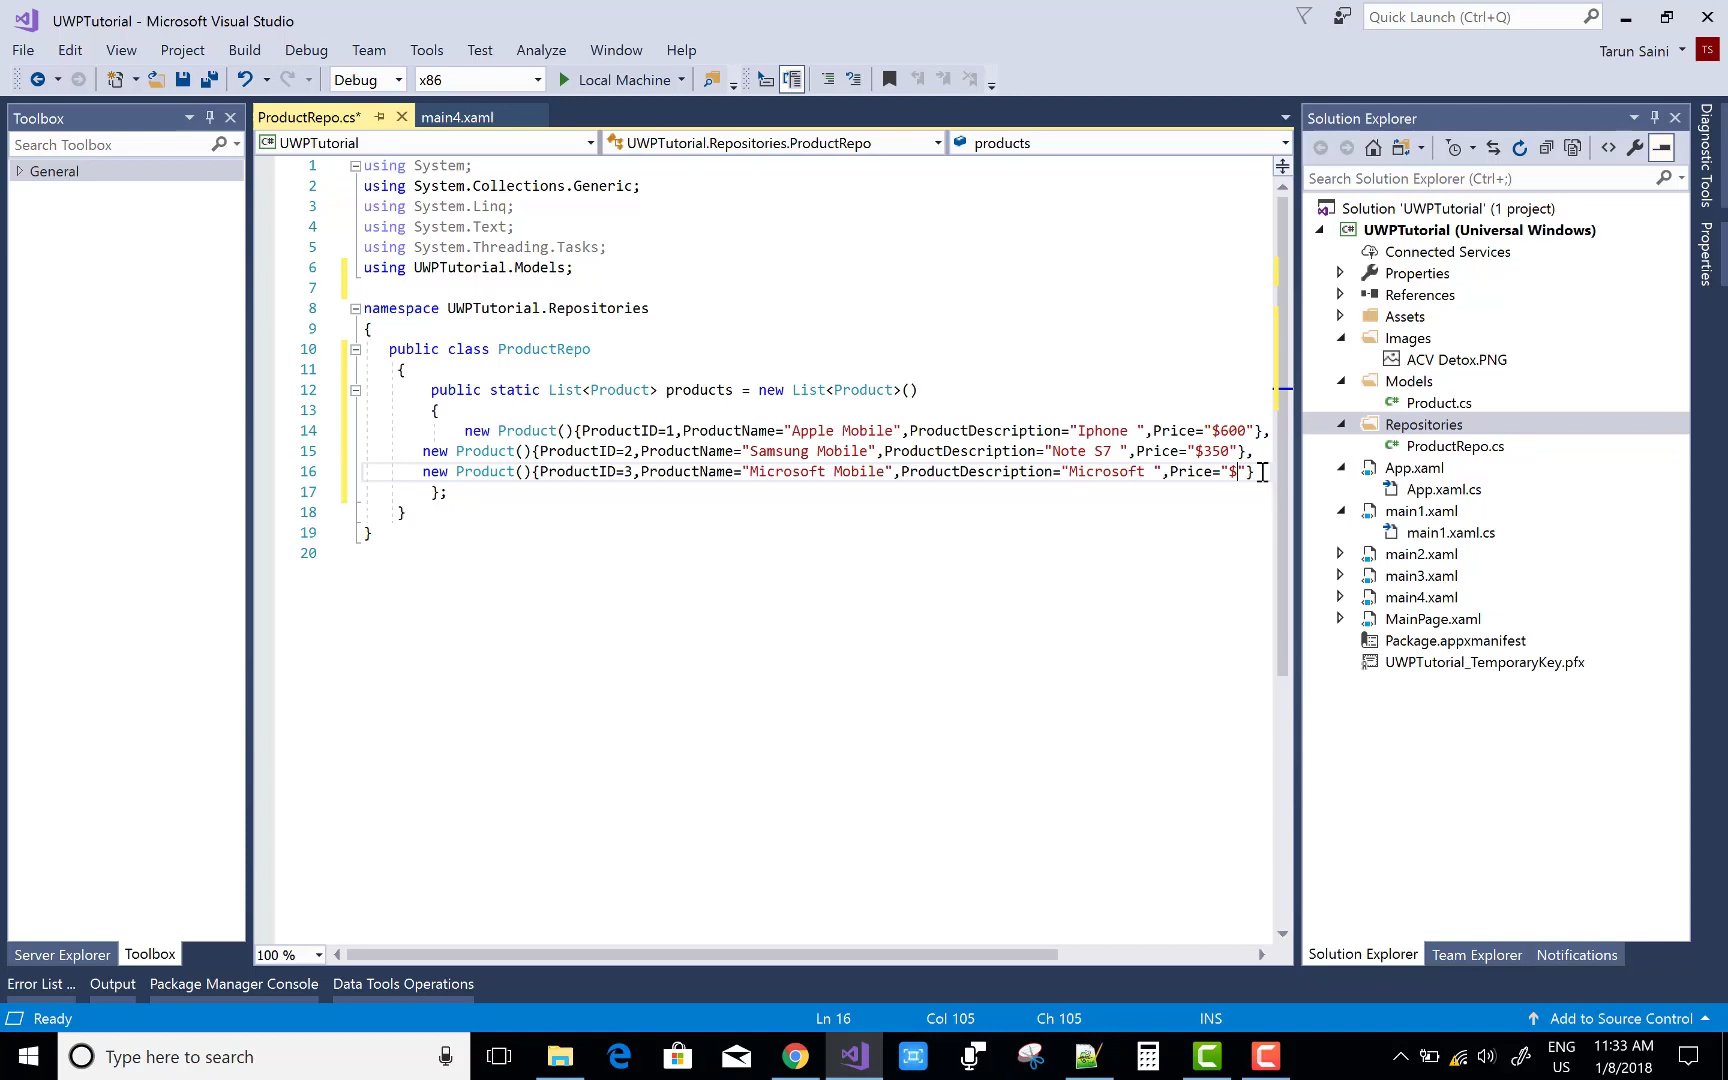 UWPTutorial - Microsoft Visual Studio
Quick Launch (Ctrl+Q)
File Edit View Project Build Debug Team Tools Test Analyze Window Help
Tarun Saini TS
Debug x86 Local Machine
Toolbox
Search Toolbox
General
ProductRepo.cs* main4.xaml
UWPTutorial UWPTutorial.Repositories.ProductRepo products
1 using System;
2 using System.Collections.Generic;
3 using System.Linq;
4 using System.Text;
5 using System.Threading.Tasks;
6 using UWPTutorial.Models;
7
8 namespace UWPTutorial.Repositories
9 {
10 public class ProductRepo
11 {
12 public static List<Product> products = new List<Product>()
13 {
14 new Product(){ProductID=1,ProductName="Apple Mobile",ProductDescription="Iphone ",Price="$600"},
15 new Product(){ProductID=2,ProductName="Samsung Mobile",ProductDescription="Note S7 ",Price="$350"},
16 new Product(){ProductID=3,ProductName="Microsoft Mobile",ProductDescription="Microsoft ",Price="$"}
17 };
18 }
19 }
20
100 %
Solution Explorer
Search Solution Explorer (Ctrl+;)
Solution 'UWPTutorial' (1 project)
C# UWPTutorial (Universal Windows)
Connected Services
Properties
References
Assets
Images
ACV Detox.PNG
Models
C# Product.cs
Repositories
C# ProductRepo.cs
App.xaml
App.xaml.cs
main1.xaml
main1.xaml.cs
main2.xaml
main3.xaml
main4.xaml
MainPage.xaml
Package.appxmanifest
UWPTutorial_TemporaryKey.pfx
Diagnostic Tools
Properties
Server Explorer Toolbox
Solution Explorer Team Explorer Notifications
Error List ... Output Package Manager Console Data Tools Operations
Ready Ln 16 Col 105 Ch 105 INS Add to Source Control
Type here to search
ENG
US
11:33 AM
1/8/2018